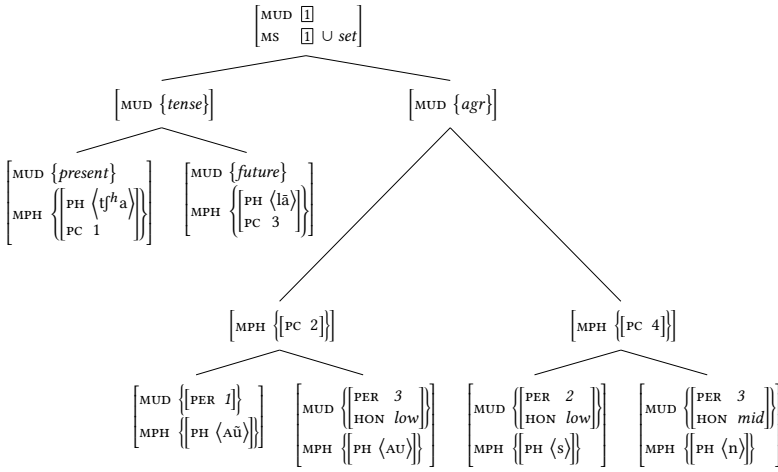 MUD 1
MS 1 ∪ set
[MUD {tense}]
[MUD {agr}]
MUD {present}
MPH {[PH ⟨tʃʰa⟩
PC 1]}
MUD {future}
MPH {[PH ⟨lā⟩
PC 3]}
[MPH {[PC 2]}]
[MPH {[PC 4]}]
MUD {[PER 1]}
MPH {[PH ⟨AŨ⟩]}
MUD {[PER 3
HON low]}
MPH {[PH ⟨AU⟩]}
MUD {[PER 2
HON low]}
MPH {[PH ⟨s⟩]}
MUD {[PER 3
HON mid]}
MPH {[PH ⟨n⟩]}